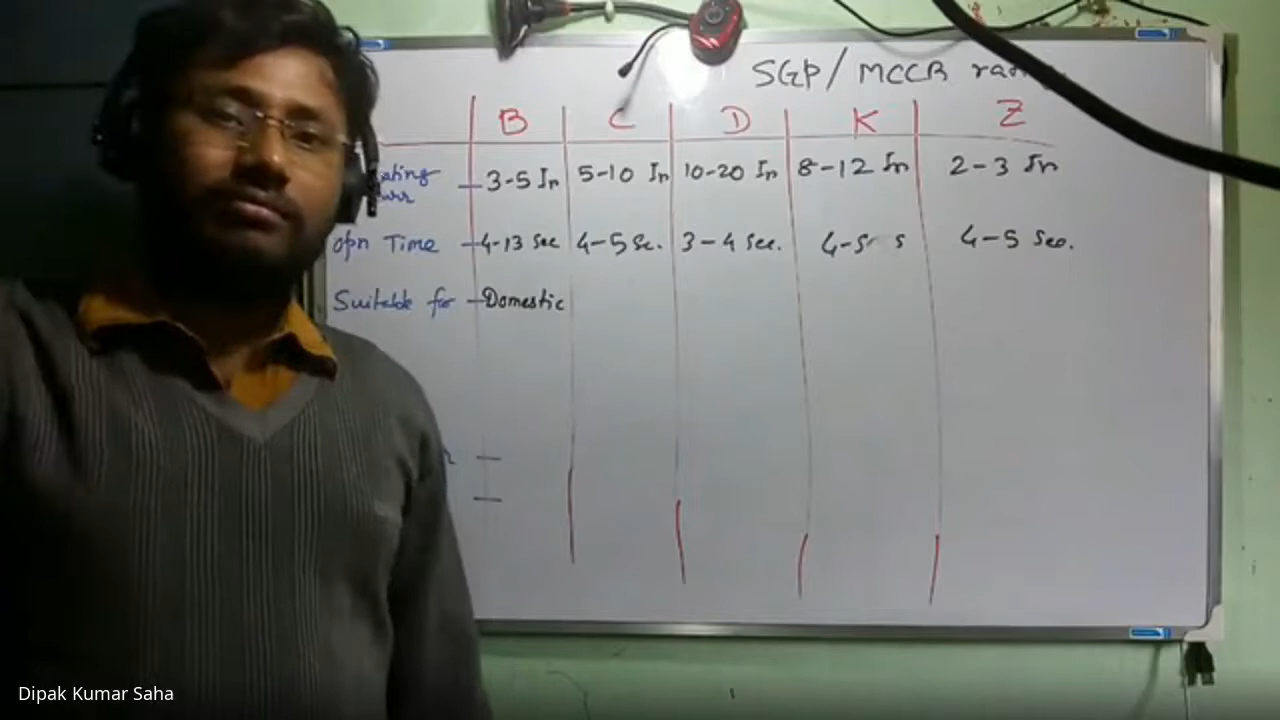 SGP / MCCB
B C D K Z
3-5 In 5-10 In 10-20 In 8-12 In 2-3 In
opn Time - 4-13 Sec 4-5 Sc. 3-4 Sec. 4-5 s 4-5 Sec.
Suitable for - Domestic
Dipak Kumar Saha